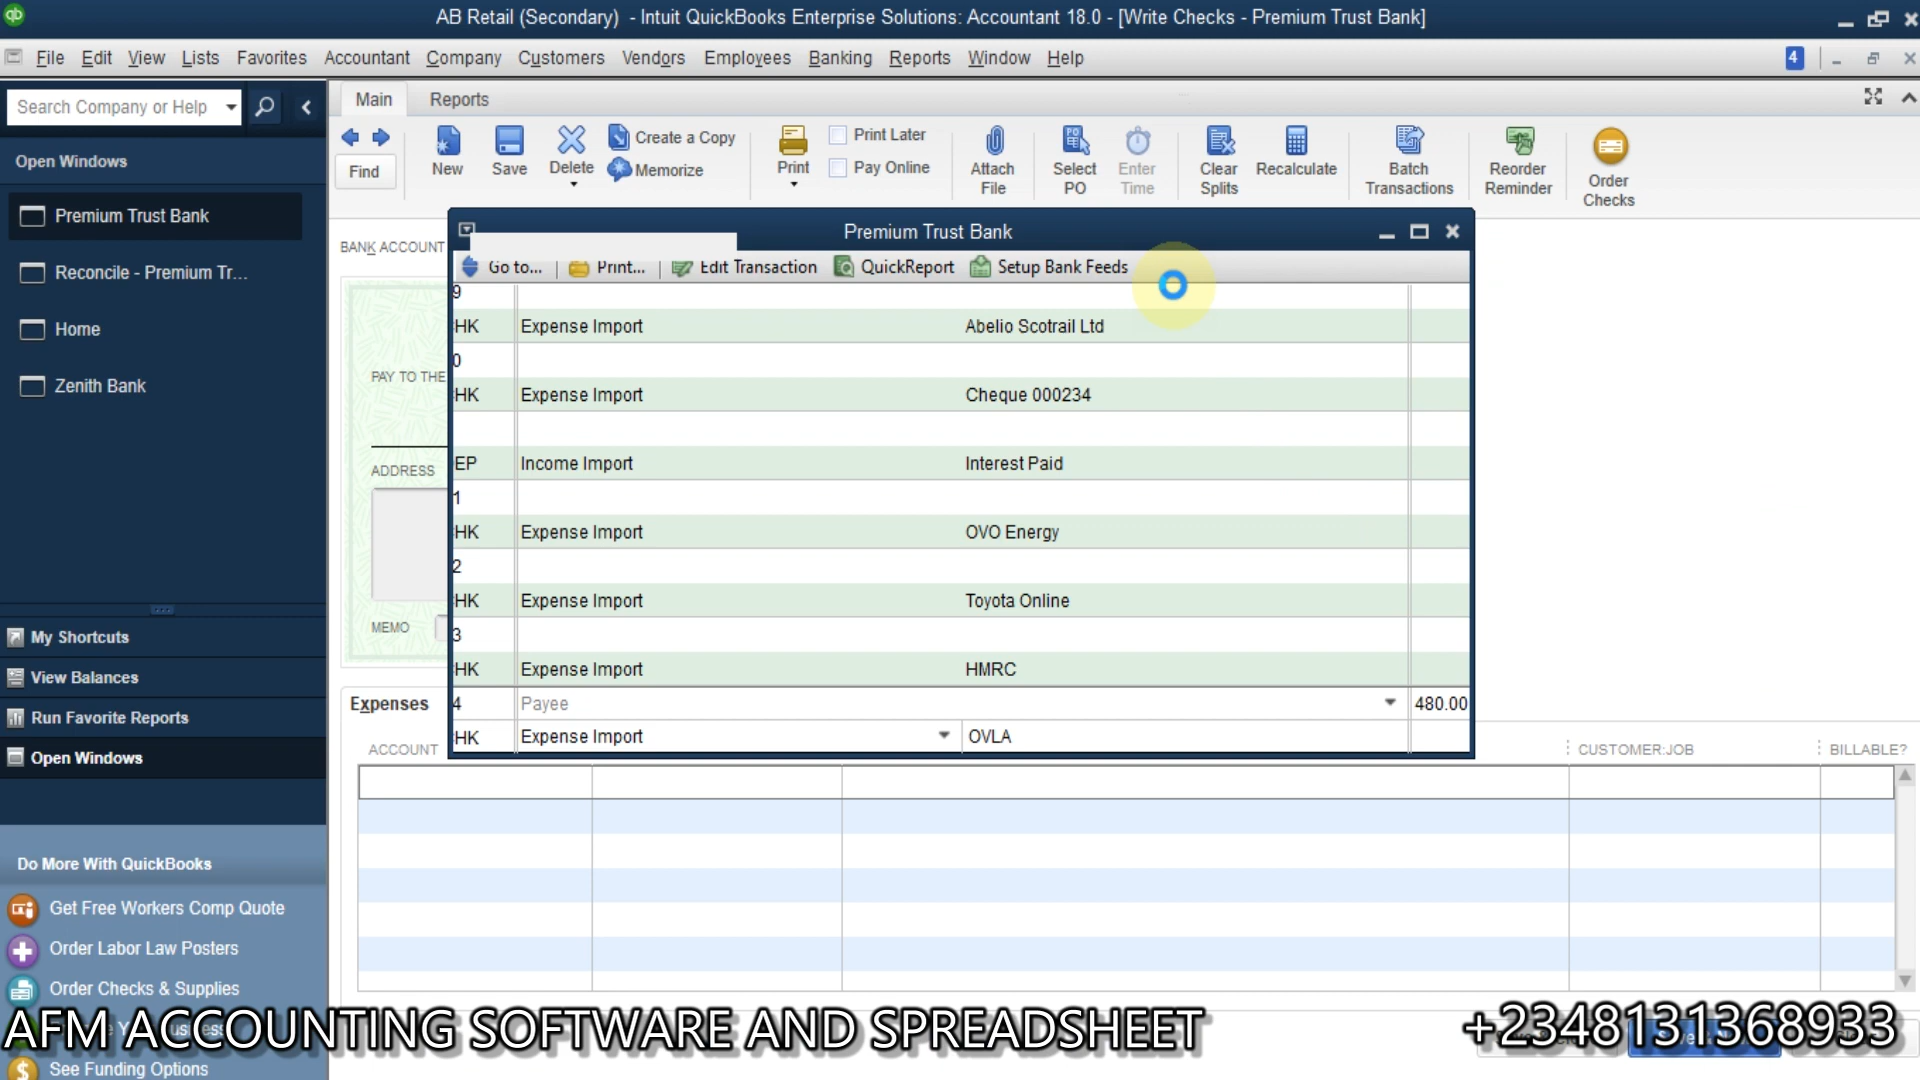 AB Retail (Secondary) - Intuit QuickBooks Enterprise Solutions: Accountant 18.0 - [Write Checks - Premium Trust Bank]
File Edit View Lists Favorites Accountant Company Customers Vendors Employees Banking Reports Window Help 4
Search Company or Help
Main Reports
Find
New
Save
Delete
Create a Copy
Memorize
Print
Print Later
Pay Online
Attach
File
Select
PO
Enter
Time
Clear
Splits
Recalculate
Batch
Transactions
Reorder
Reminder
Order
Checks
Open Windows
Premium Trust Bank
Reconcile - Premium Tr...
Home
Zenith Bank
My Shortcuts
View Balances
Run Favorite Reports
Open Windows
Do More With QuickBooks
Get Free Workers Comp Quote
Order Labor Law Posters
Order Checks & Supplies
See Funding Options
BANK ACCOUNT
PAY TO THE
ADDRESS
MEMO
Premium Trust Bank
Go to... Print... Edit Transaction QuickReport Setup Bank Feeds
9
HK Expense Import Abelio Scotrail Ltd
0
HK Expense Import Cheque 000234
EP Income Import Interest Paid
1
HK Expense Import OVO Energy
2
HK Expense Import Toyota Online
3
HK Expense Import HMRC
4 Payee 480.00
HK Expense Import OVLA
Expenses
ACCOUNT CUSTOMER:JOB BILLABLE?
AFM ACCOUNTING SOFTWARE AND SPREADSHEET
+2348131368933